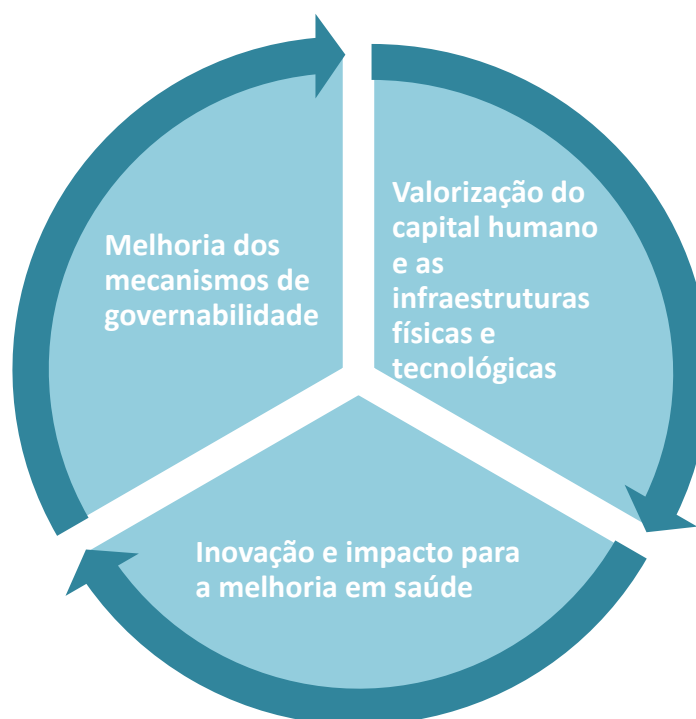 Melhoria dos
mecanismos de
governabilidade
Valorização do
capital humano
e as
infraestruturas
físicas e
tecnológicas
Inovação e impacto para
a melhoria em saúde